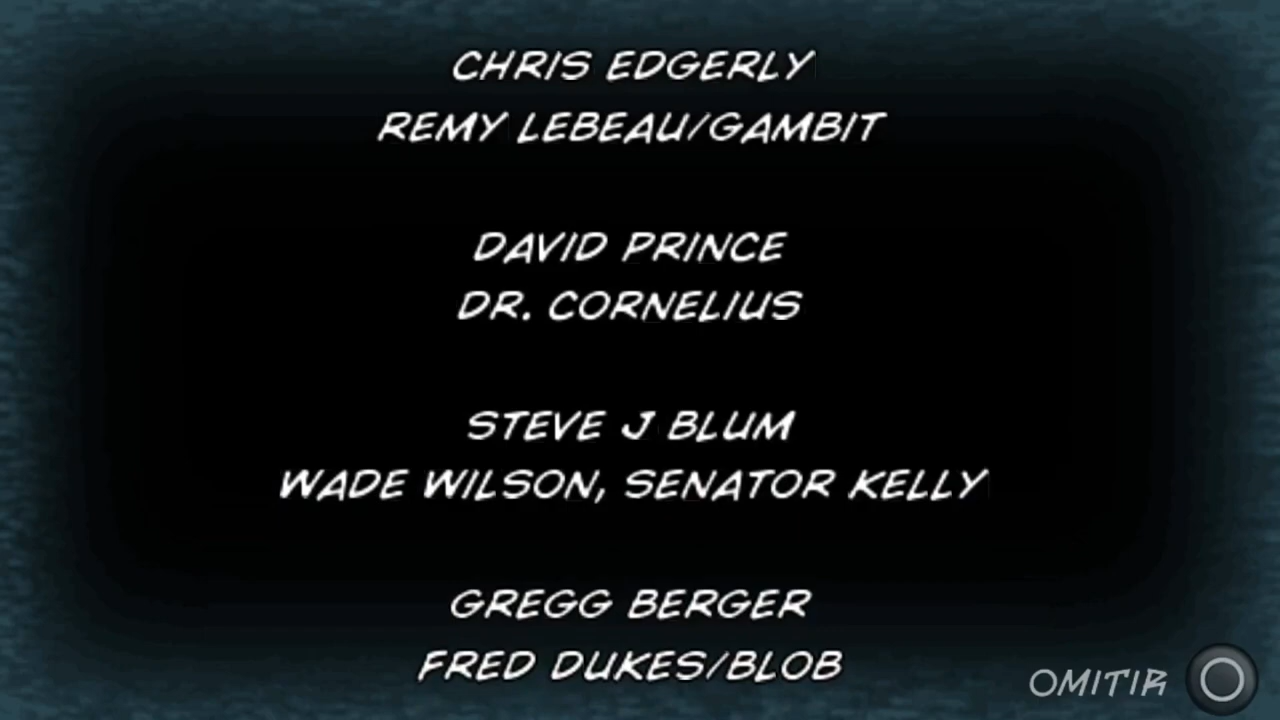 CHRIS EDGERLY
REMY LEBEAU/GAMBIT
DAVID PRINCE
DR. CORNELIUS
STEVE J BLUM
WADE WILSON, SENATOR KELLY
GREGG BERGER
FRED DUKES/BLOB
OMITIR